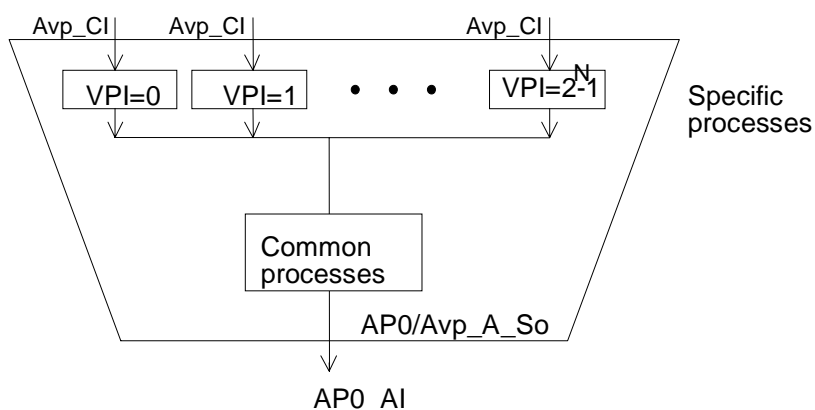 Avp_CI Avp_CI Avp_CI
VPI=0 VPI=1 • • • VPI=2^N-1
Specific
processes
Common
processes
AP0/Avp_A_So
AP0_AI